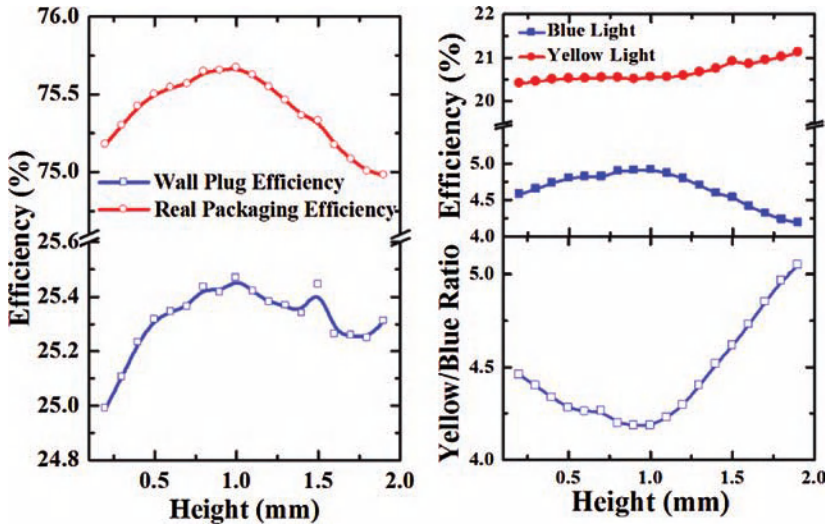 76.0
75.5
75.0
25.6
25.4
25.2
25.0
24.8
Efficiency (%)
Wall Plug Efficiency
Real Packaging Efficiency
0.5 1.0 1.5 2.0
Height (mm)
22
21
20
5.0
4.5
4.0
Efficiency (%)
Blue Light
Yellow Light
5.0
4.5
4.0
Yellow/Blue Ratio
0.5 1.0 1.5 2.0
Height (mm)